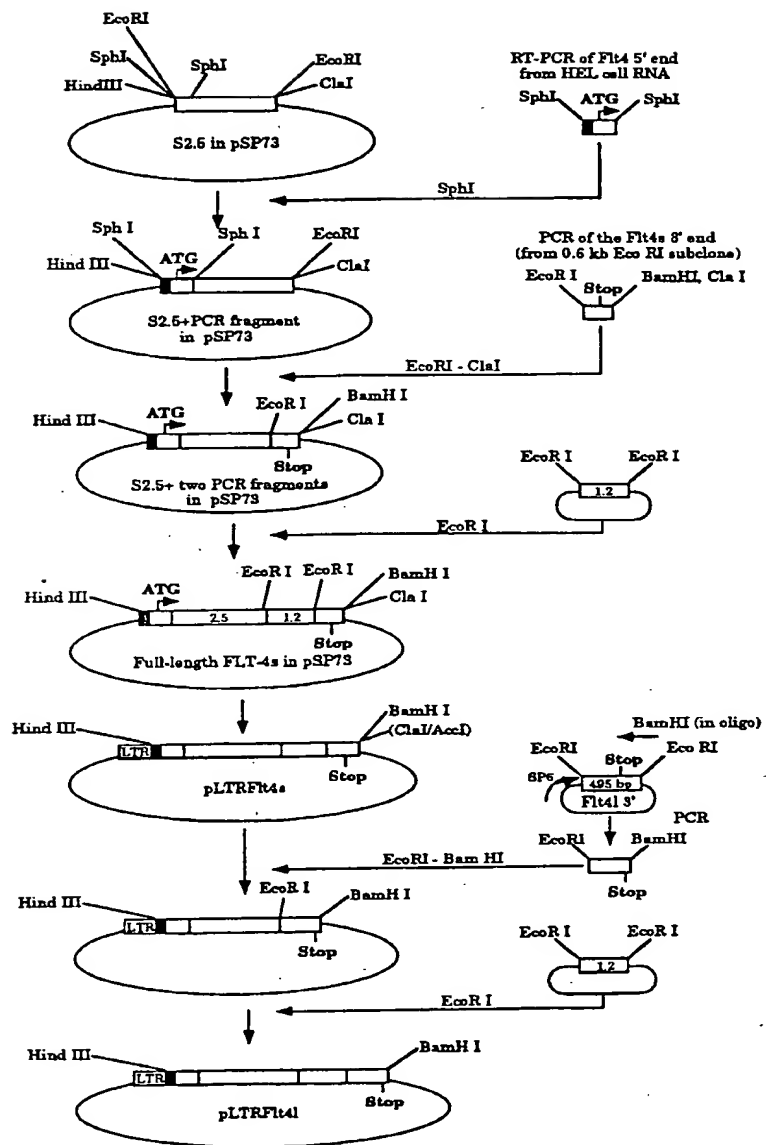 EcoRI
SphI
SphI
HindIII
EcoRI
ClaI
S2.5 in pSP73
RT-PCR of Flt4 5' end
from HEL cell RNA
SphI
ATG
SphI
SphI
Sph I
Hind III
ATG
Sph I
EcoRI
ClaI
S2.5+PCR fragment
in pSP73
PCR of the Flt4s 3' end
(from 0.6 kb Eco RI subclone)
EcoR I
Stop
BamHI, Cla I
EcoRI - ClaI
Hind III
ATG
EcoR I
BamH I
Cla I
Stop
S2.5+ two PCR fragments
in pSP73
EcoR I
EcoR I
1.2
EcoR I
Hind III
ATG
EcoR I
EcoR I
BamH I
Cla I
2.5
1.2
Stop
Full-length FLT-4s in pSP73
Hind III
LTR
BamH I
(ClaI/AccI)
Stop
pLTRFlt4s
BamHI (in oligo)
EcoRI
Stop
Eco RI
SP6
495 bp
Flt4l 3'
PCR
EcoRI
BamHI
Stop
EcoRI - Bam HI
Hind III
LTR
EcoR I
BamH I
Stop
EcoR I
EcoR I
1.2
EcoR I
Hind III
LTR
BamH I
Stop
pLTRFlt4l